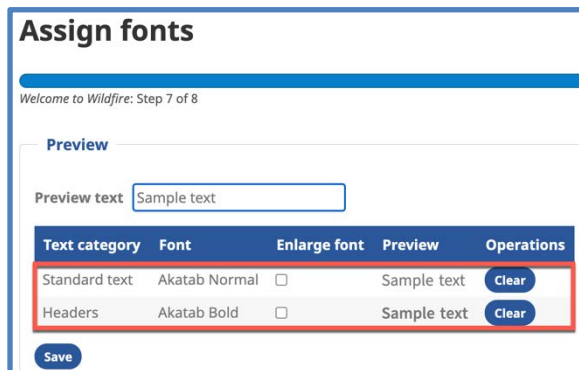 Assign fonts
Welcome to Wildfire: Step 7 of 8
Preview
Preview text Sample text
Text category Font Enlarge font Preview Operations
Standard text Akatab Normal Sample text Clear
Headers Akatab Bold Sample text Clear
Save